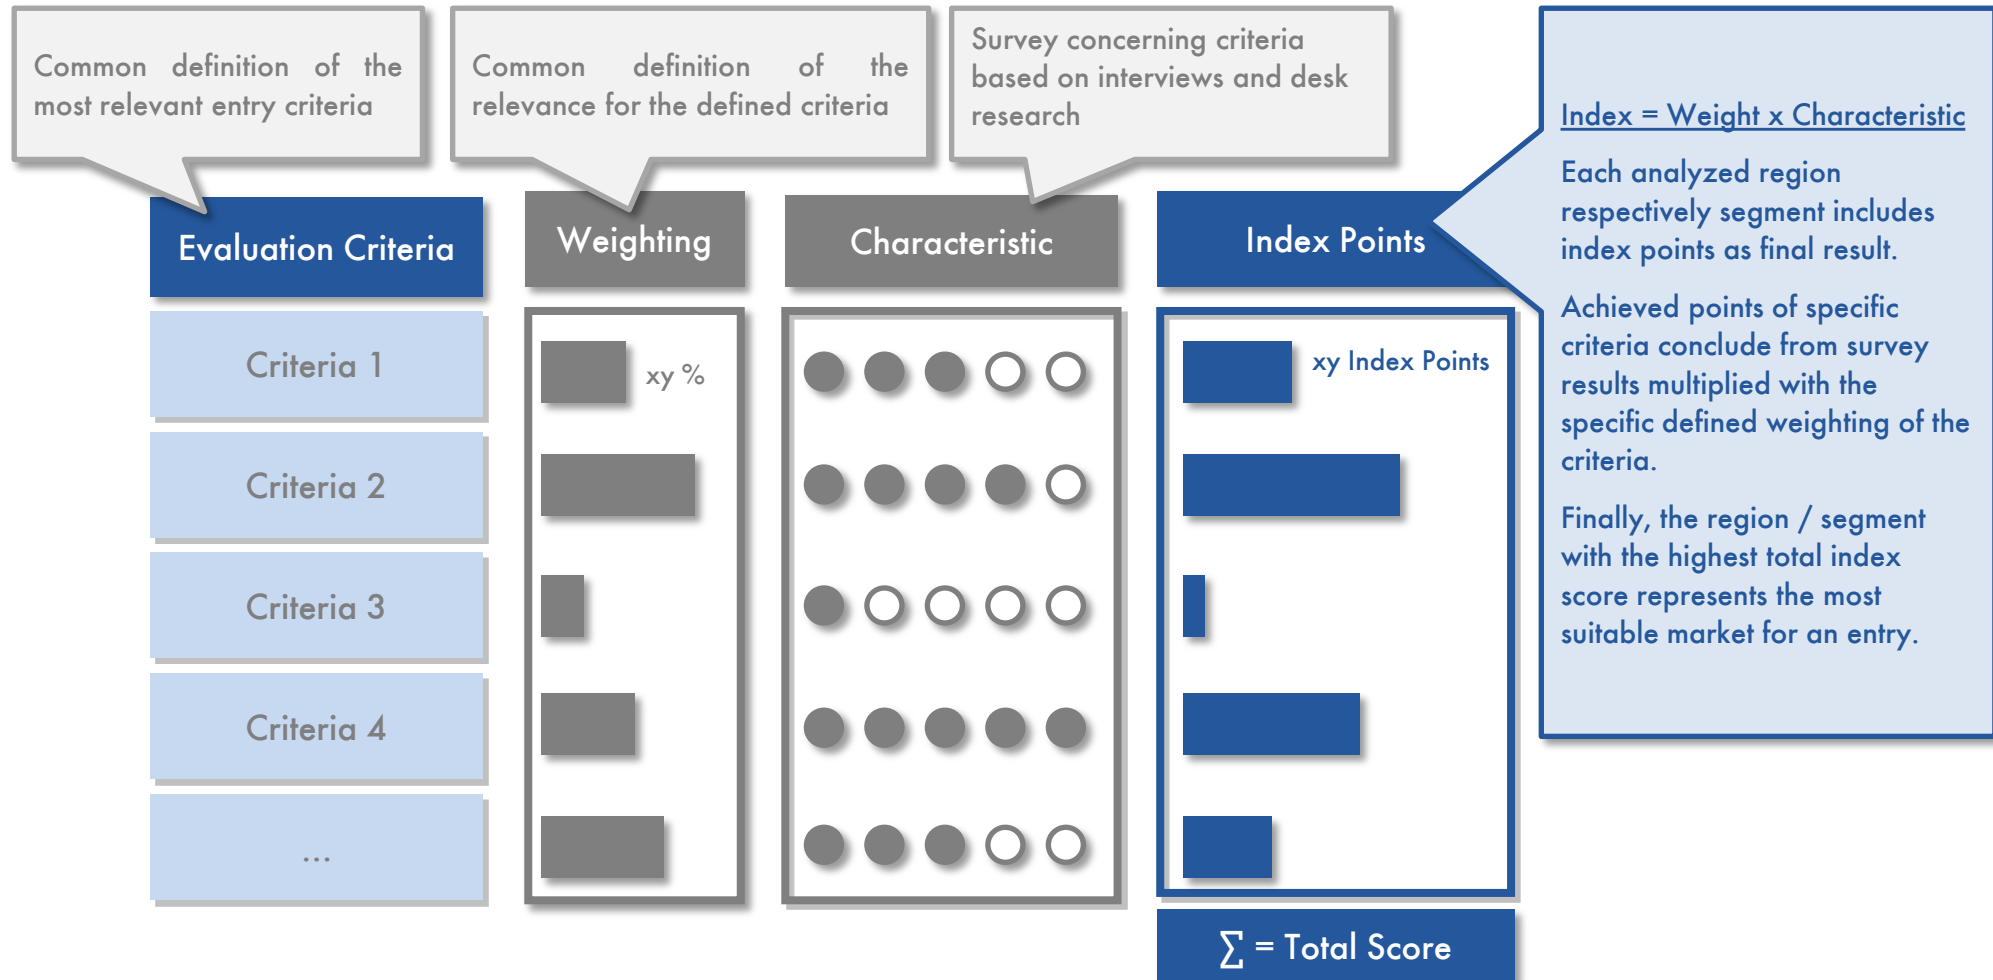 Common definition of the
most relevant entry criteria
Common definition of the
relevance for the defined criteria
Survey concerning criteria
based on interviews and desk
research
Index = Weight x Characteristic
Each analyzed region
respectively segment includes
index points as final result.
Achieved points of specific
criteria conclude from survey
results multiplied with the
specific defined weighting of the
criteria.
Finally, the region / segment
with the highest total index
score represents the most
suitable market for an entry.
Evaluation Criteria
Weighting
Characteristic
Index Points
Criteria 1
xy %
xy Index Points
Criteria 2
Criteria 3
Criteria 4
...
∑ = Total Score